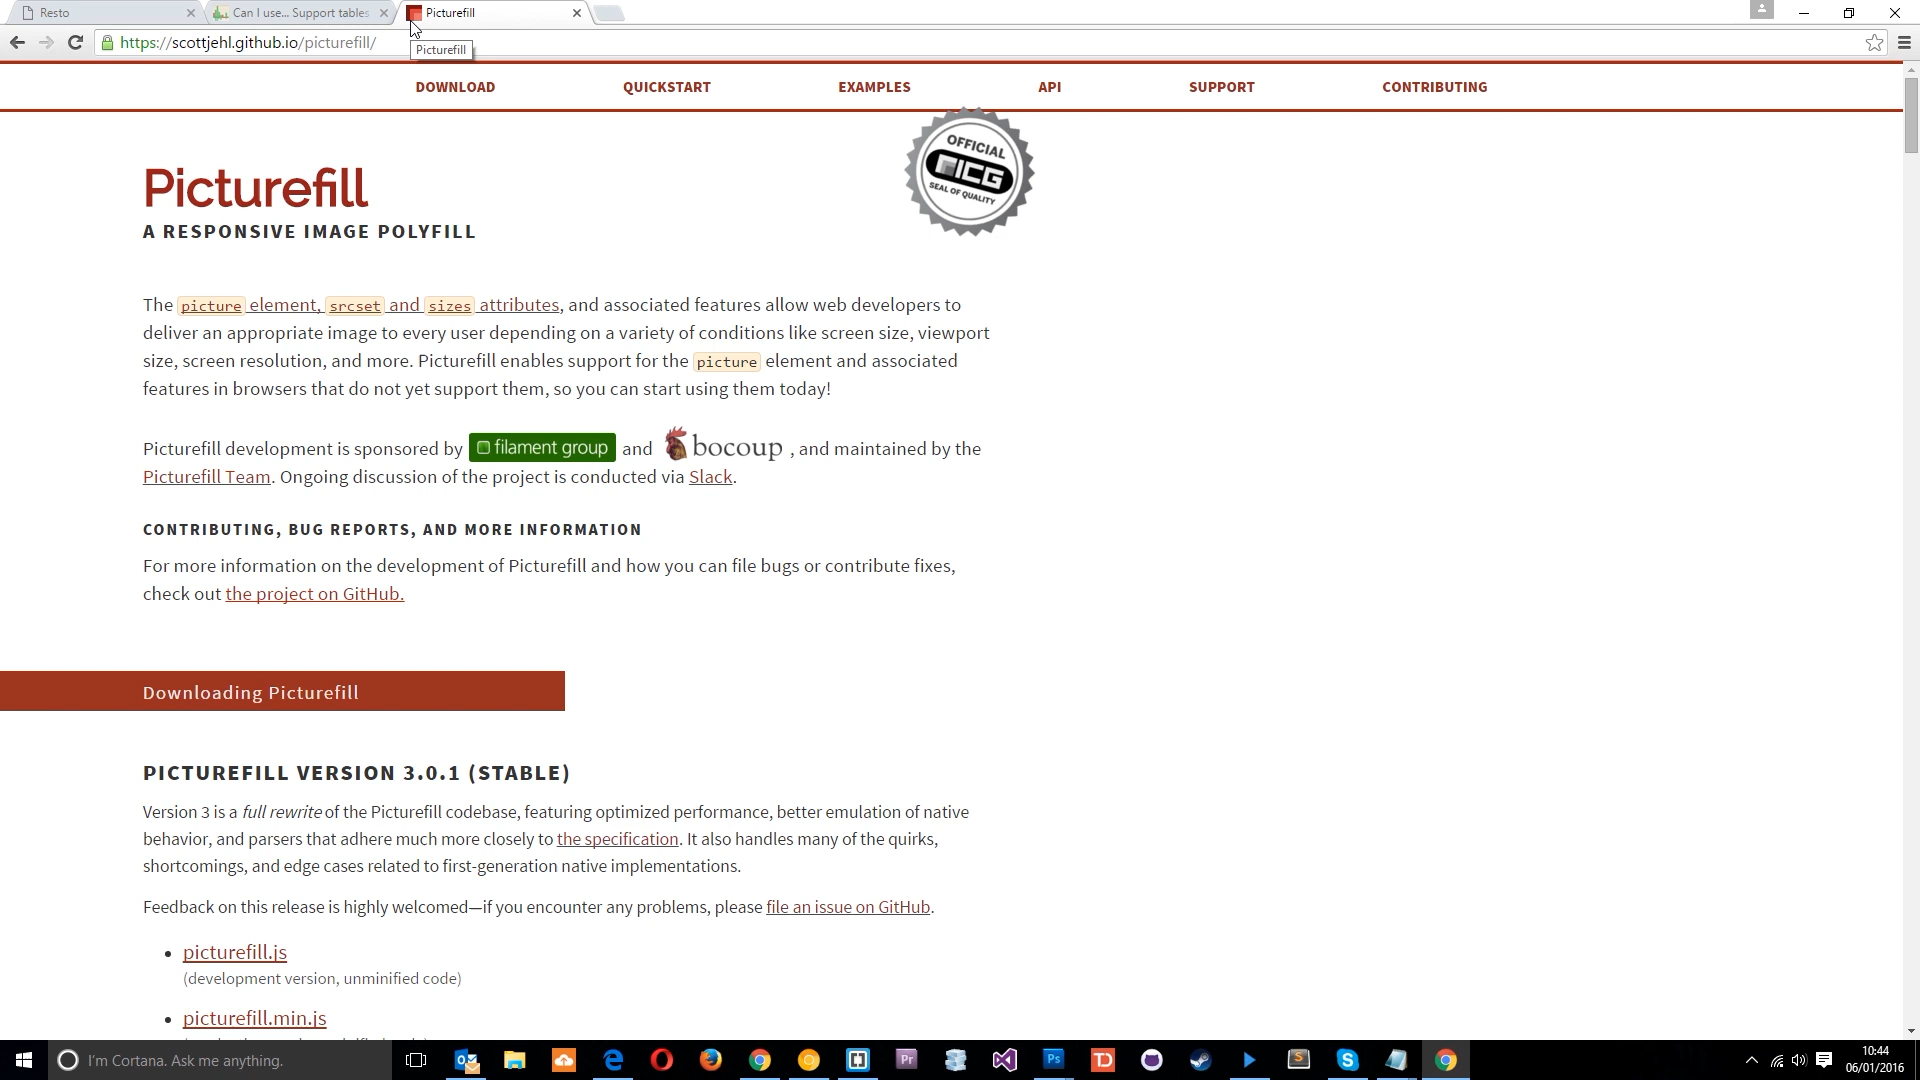 Resto
Can I use... Support tables
Picturefill
https://scottjehl.github.io/picturefill/
Picturefill
DOWNLOAD
QUICKSTART
EXAMPLES
API
SUPPORT
CONTRIBUTING
OFFICIAL
RICG
SEAL OF QUALITY
Picturefill
A RESPONSIVE IMAGE POLYFILL
The picture element, srcset and sizes attributes, and associated features allow web developers to
deliver an appropriate image to every user depending on a variety of conditions like screen size, viewport
size, screen resolution, and more. Picturefill enables support for the picture element and associated
features in browsers that do not yet support them, so you can start using them today!
Picturefill development is sponsored by filament group and bocoup , and maintained by the
Picturefill Team. Ongoing discussion of the project is conducted via Slack.
CONTRIBUTING, BUG REPORTS, AND MORE INFORMATION
For more information on the development of Picturefill and how you can file bugs or contribute fixes,
check out the project on GitHub.
Downloading Picturefill
PICTUREFILL VERSION 3.0.1 (STABLE)
Version 3 is a full rewrite of the Picturefill codebase, featuring optimized performance, better emulation of native
behavior, and parsers that adhere much more closely to the specification. It also handles many of the quirks,
shortcomings, and edge cases related to first-generation native implementations.
Feedback on this release is highly welcomed—if you encounter any problems, please file an issue on GitHub.
picturefill.js
(development version, unminified code)
picturefill.min.js
I'm Cortana. Ask me anything.
Pr
Ps
TD
S
10:44
06/01/2016